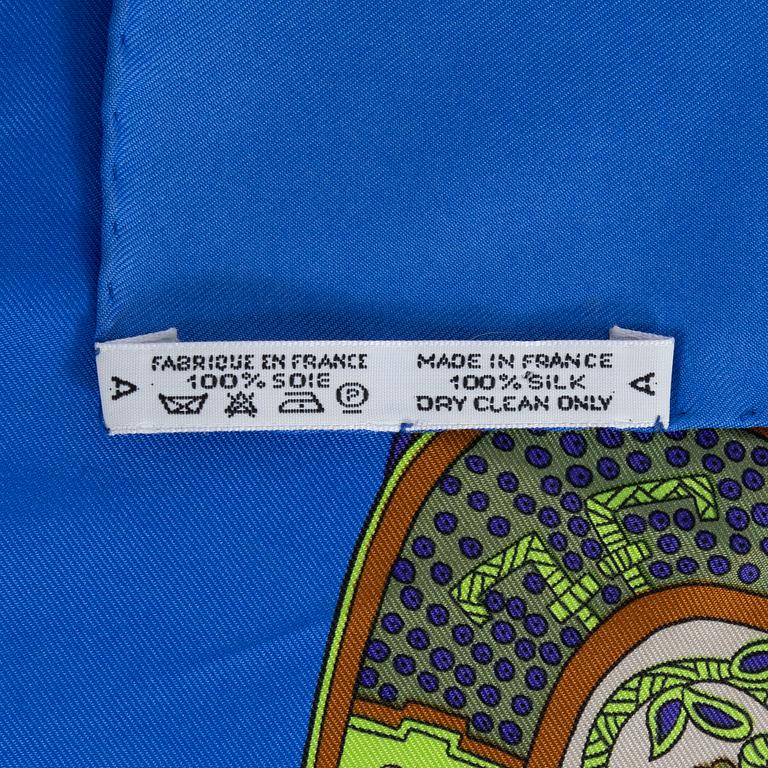 FABRIQUE EN FRANCE
100% SOIE
P
A
MADE IN FRANCE
100% SILK
DRY CLEAN ONLY
A